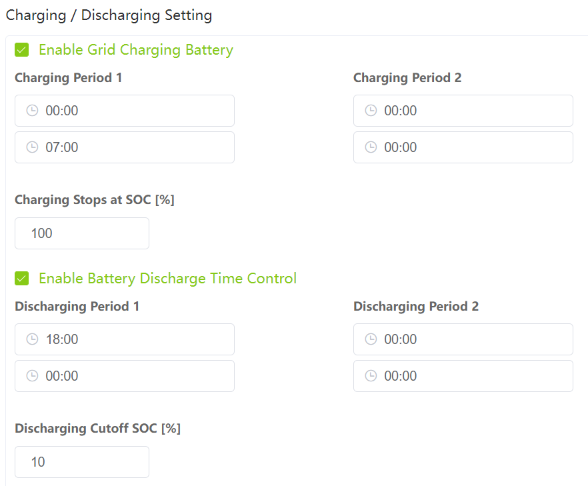 Charging / Discharging Setting
Enable Grid Charging Battery
Charging Period 1
Charging Period 2
00:00
00:00
07:00
00:00
Charging Stops at SOC [%]
100
Enable Battery Discharge Time Control
Discharging Period 1
Discharging Period 2
18:00
00:00
00:00
00:00
Discharging Cutoff SOC [%]
10